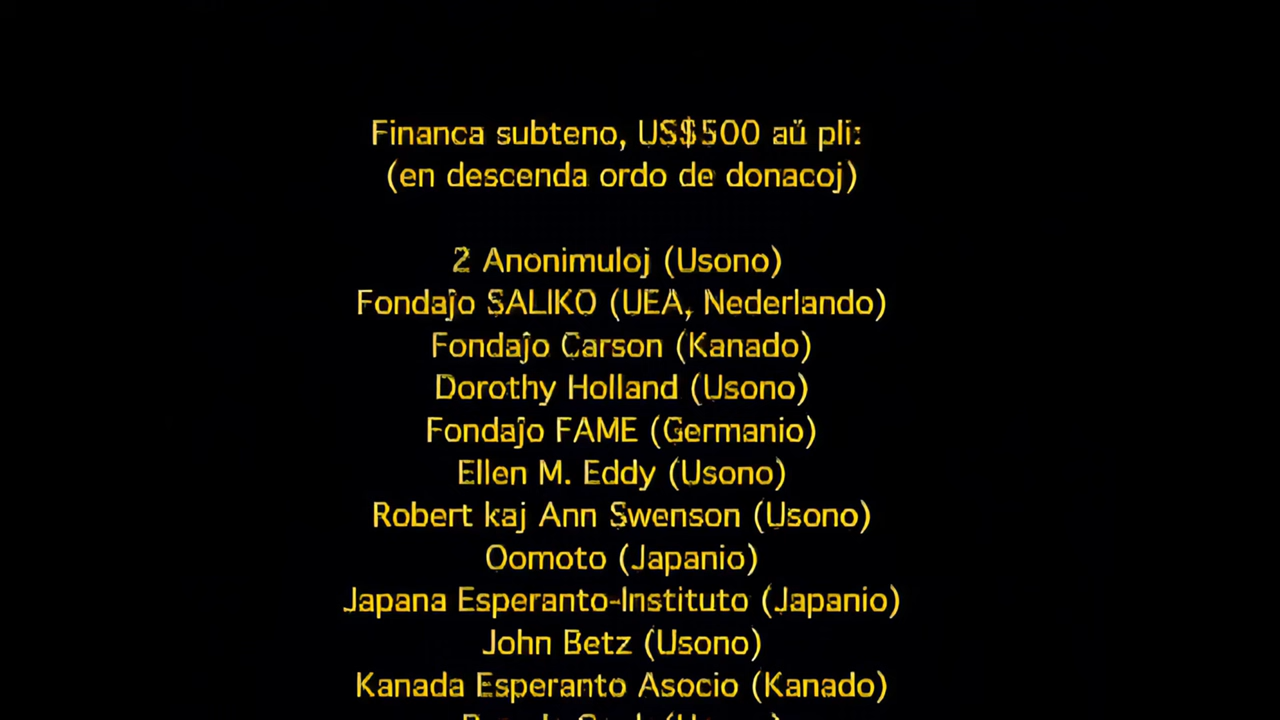 Financa subteno, US$500 aŭ pli:
(en descenda ordo de donacoj)
2 Anonimuloj (Usono)
Fondaĵo SALIKO (UEA, Nederlando)
Fondaĵo Carson (Kanado)
Dorothy Holland (Usono)
Fondaĵo FAME (Germanio)
Ellen M. Eddy (Usono)
Robert kaj Ann Swenson (Usono)
Oomoto (Japanio)
Japana Esperanto-Instituto (Japanio)
John Betz (Usono)
Kanada Esperanto Asocio (Kanado)